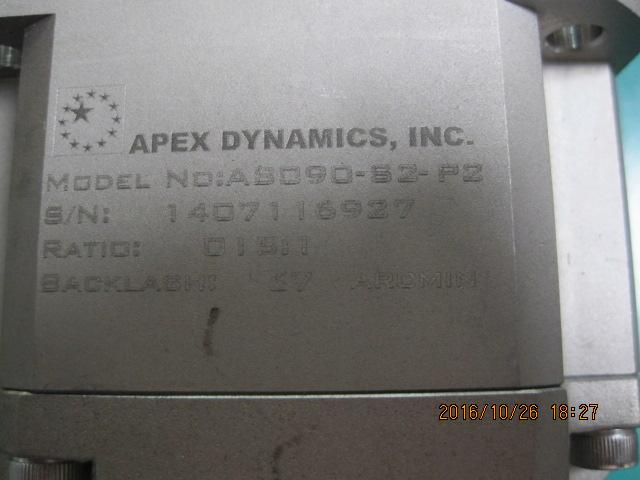 APEX DYNAMICS, INC.
MODEL NO:AB090-S2-P2
S/N: 1407116927
RATIO: 015:1
BACKLASH: ≤7 ARCMIN
2016/10/26 18:27